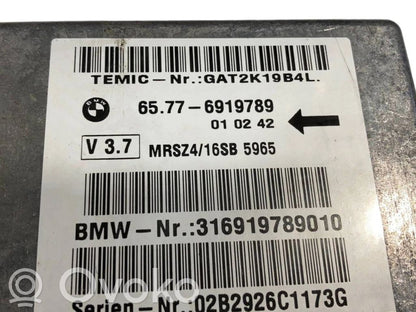 TEMIC-Nr.:GAT2K19B4L.
BMW
65.77-6919789
01 02 42
V 3.7 MRSZ4/16SB 5965
BMW-Nr.:316919789010
Serien-Nr.:02B2926C1173G
OVOKO